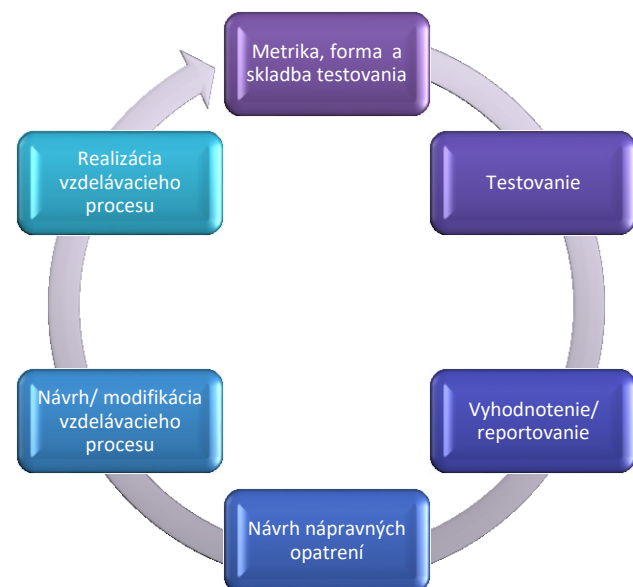 Metrika, forma a
skladba testovania
Testovanie
Vyhodnotenie/
reportovanie
Návrh nápravných
opatrení
Návrh/ modifikácia
vzdelávacieho
procesu
Realizácia
vzdelávacieho
procesu